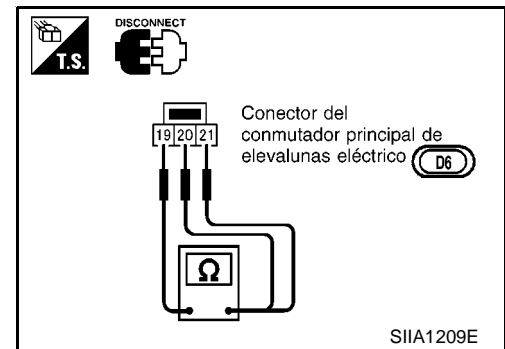 DISCONNECT
T.S.
19 20 21
Conector del
conmutador principal de
elevalunas eléctrico D6
Ω
SIIA1209E